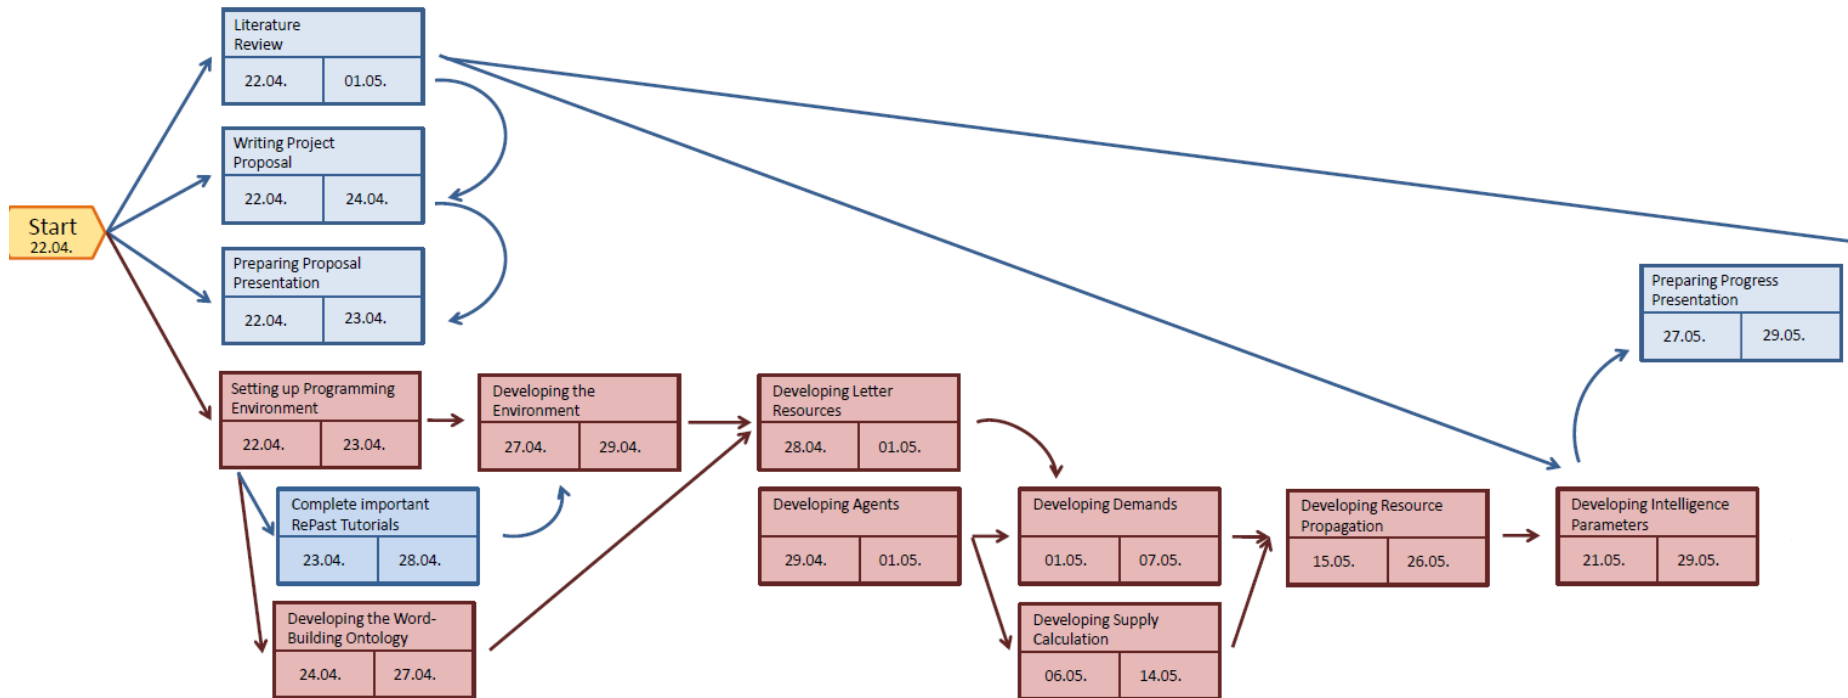 Literature
Review
22.04. 01.05.
Writing Project
Proposal
22.04. 24.04.
Start
22.04.
Preparing Proposal
Presentation
22.04. 23.04.
Preparing Progress
Presentation
27.05. 29.05.
Setting up Programming
Environment
22.04. 23.04.
Developing the
Environment
27.04. 29.04.
Developing Letter
Resources
28.04. 01.05.
Complete important
RePast Tutorials
23.04. 28.04.
Developing Agents
29.04. 01.05.
Developing Demands
01.05. 07.05.
Developing Resource
Propagation
15.05. 26.05.
Developing Intelligence
Parameters
21.05. 29.05.
Developing the Word-
Building Ontology
24.04. 27.04.
Developing Supply
Calculation
06.05. 14.05.